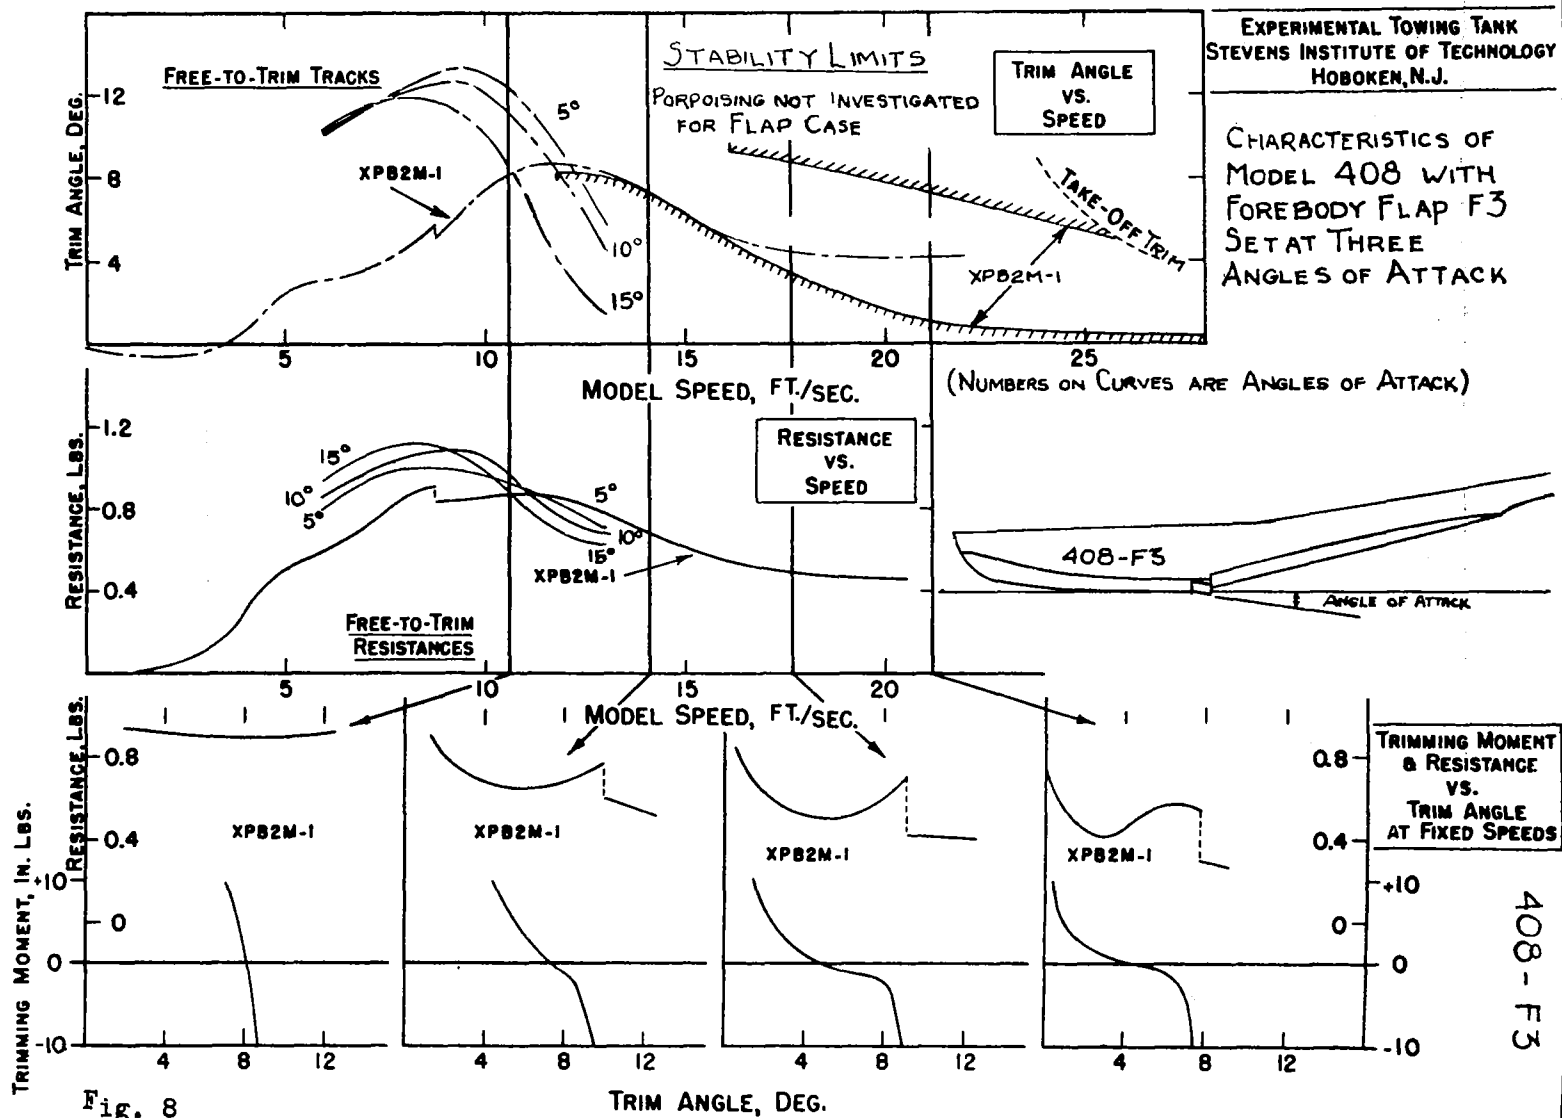 EXPERIMENTAL TOWING TANK
STEVENS INSTITUTE OF TECHNOLOGY
HOBOKEN, N.J.
CHARACTERISTICS OF
MODEL 408 WITH
FOREBODY FLAP F3
SET AT THREE
ANGLES OF ATTACK
FREE-TO-TRIM TRACKS
STABILITY LIMITS
PORPOISING NOT INVESTIGATED
FOR FLAP CASE
TRIM ANGLE
VS.
SPEED
TRIM ANGLE, DEG.
12
8
4
5°
10°
15°
XPB2M-1
XPB2M-1
TAKE-OFF TRIM
5
10
15
20
25
MODEL SPEED, FT./SEC.
(NUMBERS ON CURVES ARE ANGLES OF ATTACK)
RESISTANCE
VS.
SPEED
RESISTANCE, LBS.
1.2
0.8
0.4
15°
10°
5°
5°
10°
15°
XPB2M-1
FREE-TO-TRIM
RESISTANCES
5
10
15
20
MODEL SPEED, FT./SEC.
408-F3
ANGLE OF ATTACK
TRIMMING MOMENT
& RESISTANCE
VS.
TRIM ANGLE
AT FIXED SPEEDS
RESISTANCE, LBS.
0.8
0.4
0
TRIMMING MOMENT, IN. LBS.
+10
0
-10
XPB2M-1
XPB2M-1
XPB2M-1
XPB2M-1
0.8
0.4
0
+10
0
-10
4
8
12
4
8
12
4
8
12
4
8
12
TRIM ANGLE, DEG.
408-F3
Fig. 8